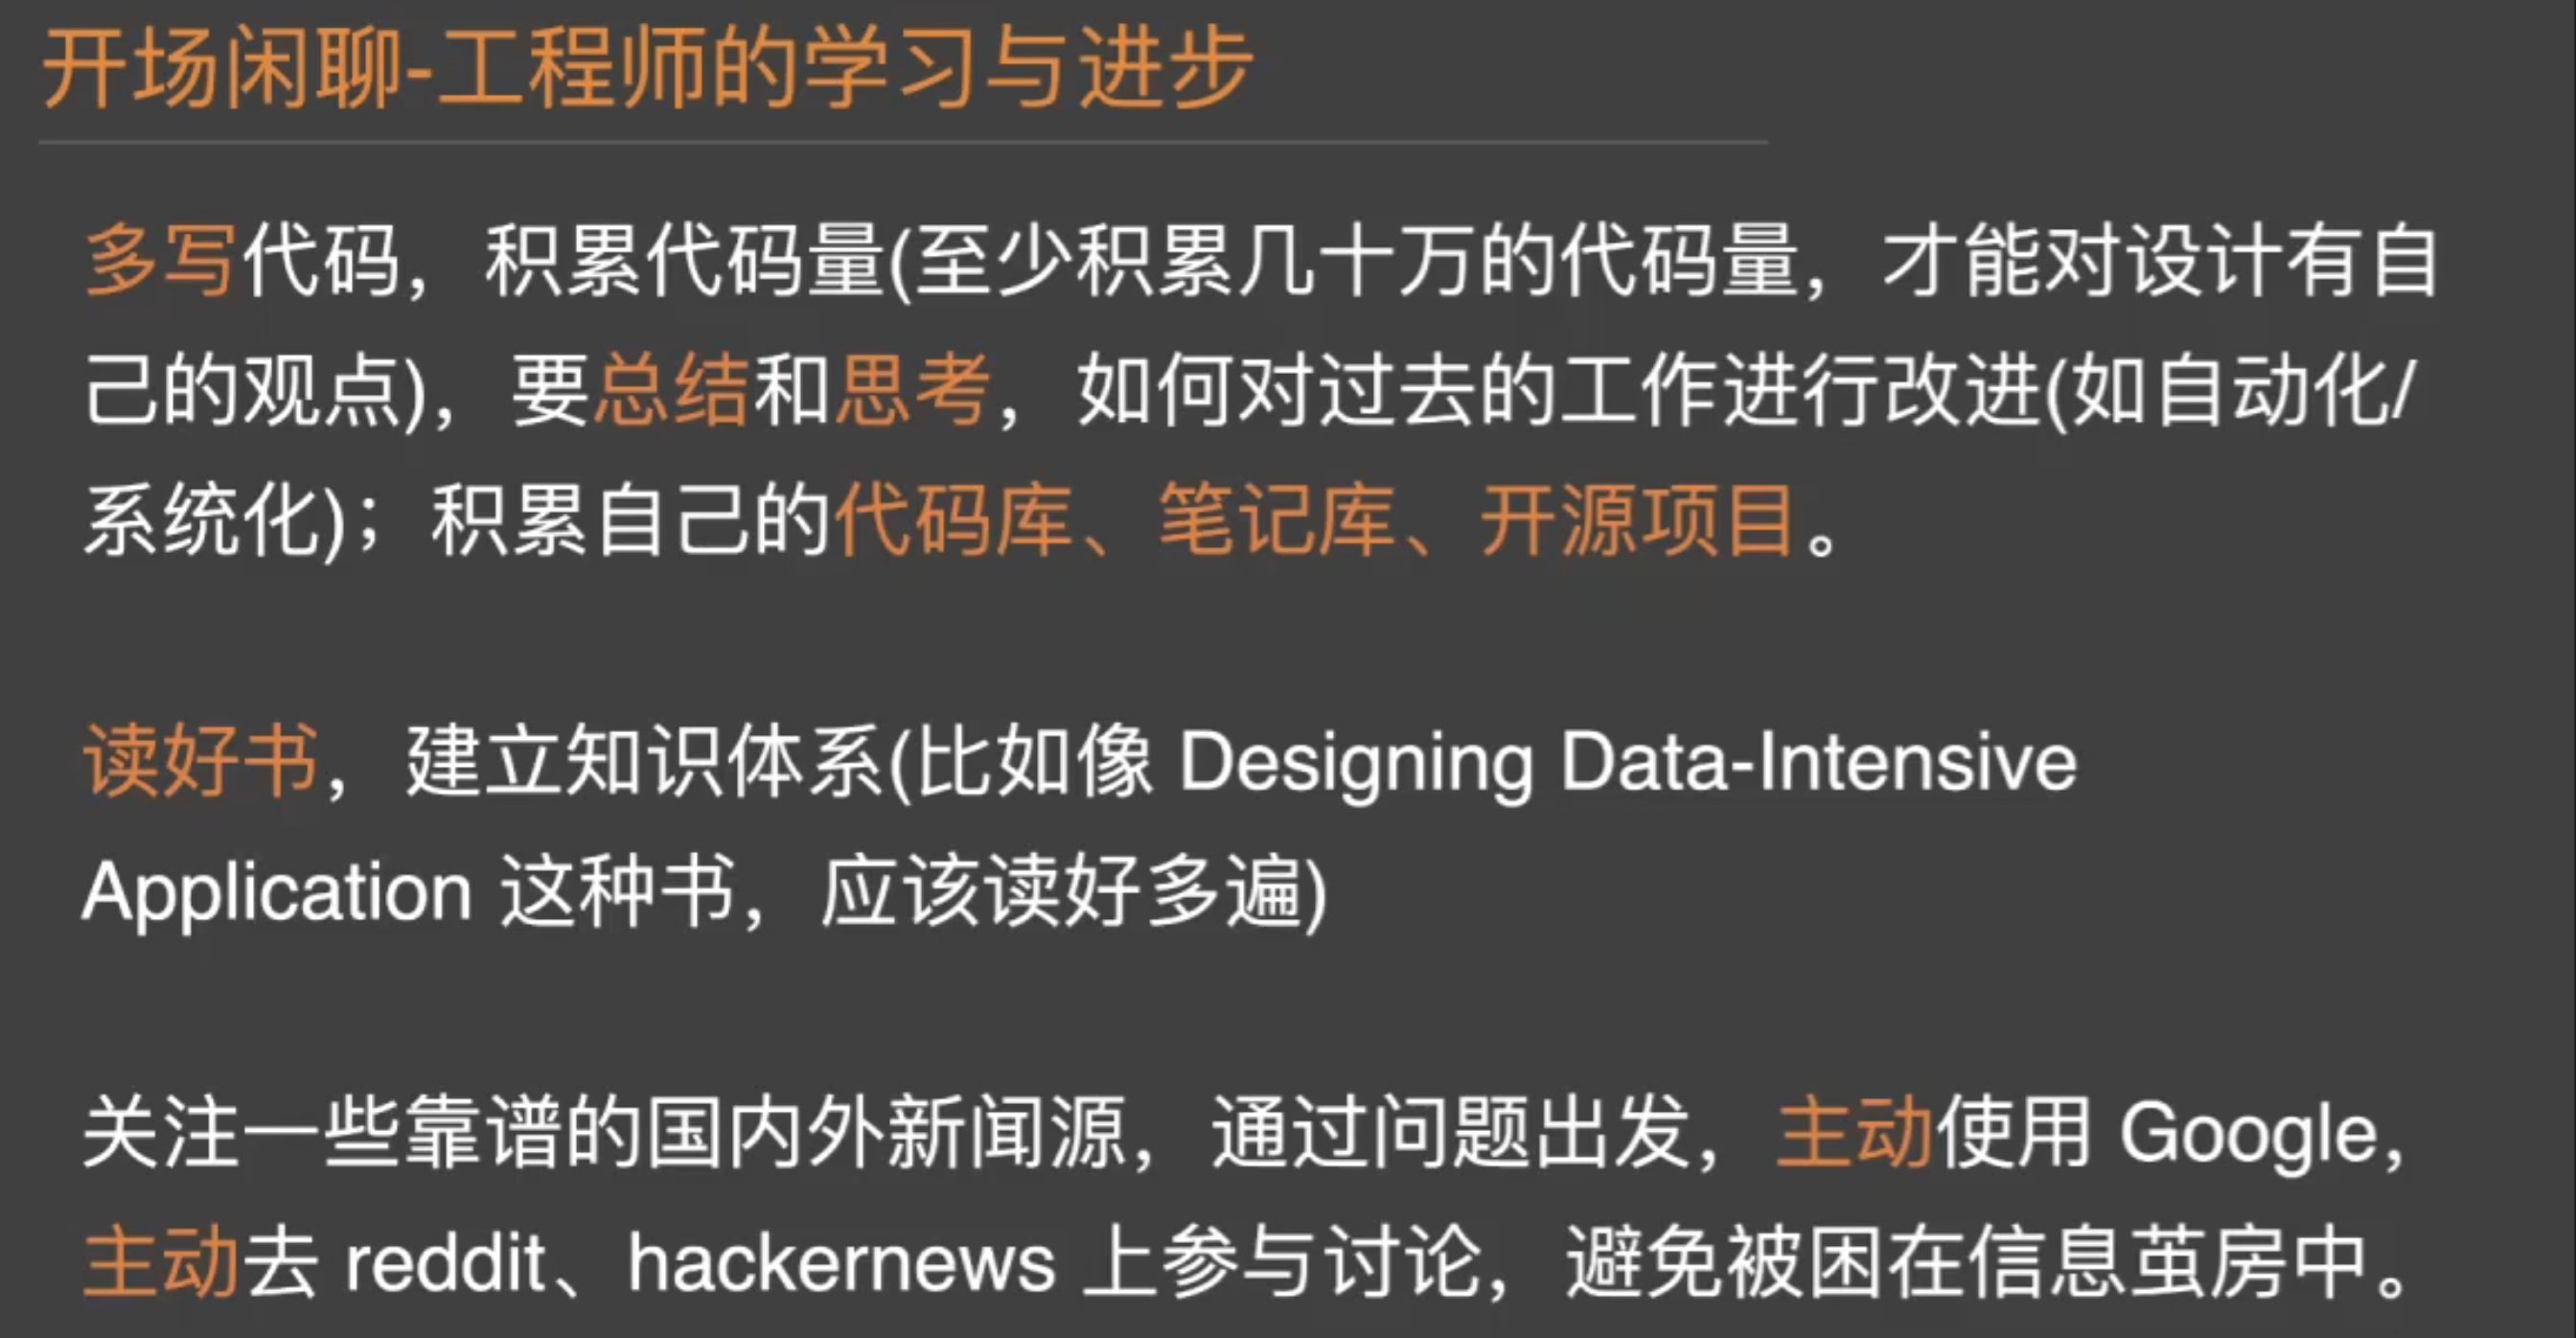 开场闲聊-工程师的学习与进步
多写代码，积累代码量(至少积累几十万的代码量，才能对设计有自
己的观点)，要总结和思考，如何对过去的工作进行改进(如自动化/
系统化)；积累自己的代码库、笔记库、开源项目。
读好书，建立知识体系(比如像 Designing Data-Intensive
Application 这种书，应该读好多遍)
关注一些靠谱的国内外新闻源，通过问题出发，主动使用 Google，
主动去 reddit、hackernews 上参与讨论，避免被困在信息茧房中。